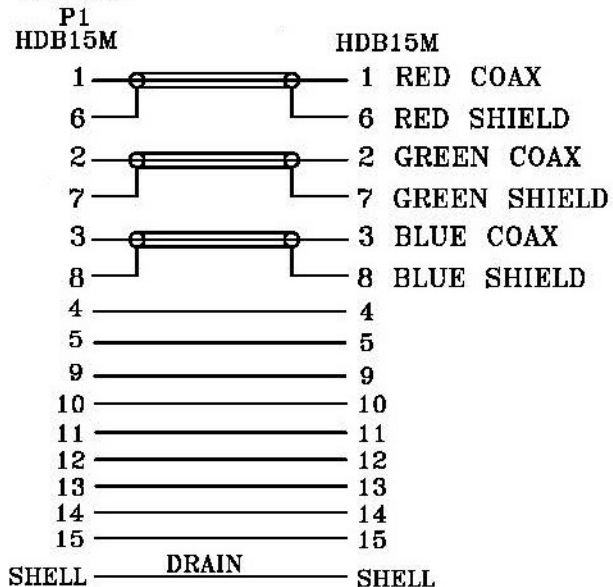 P1
HDB15M HDB15M
1 1 RED COAX
6 6 RED SHIELD
2 2 GREEN COAX
7 7 GREEN SHIELD
3 3 BLUE COAX
8 8 BLUE SHIELD
4 4
5 5
9 9
10 10
11 11
12 12
13 13
14 14
15 15
SHELL DRAIN SHELL